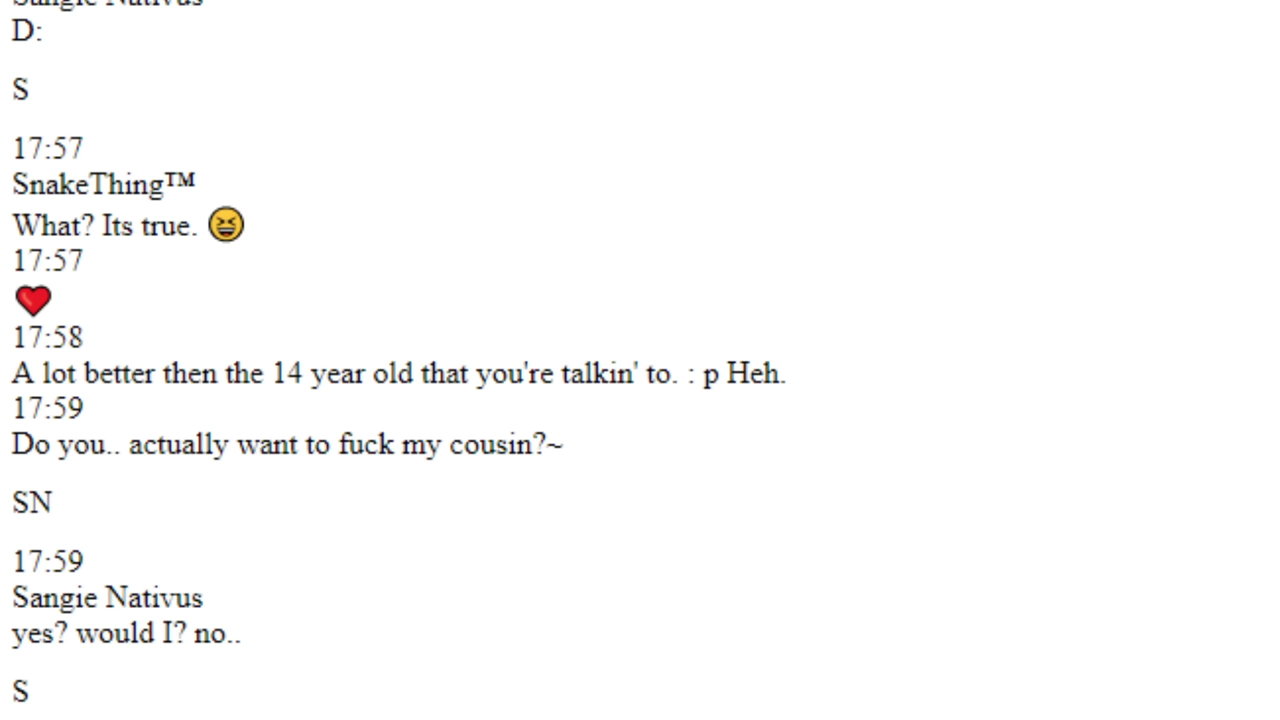 Sangie Nativus
D:
S
17:57
SnakeThing™
What? Its true. 😆
17:57
❤
17:58
A lot better then the 14 year old that you're talkin' to. : p Heh.
17:59
Do you.. actually want to fuck my cousin?~
SN
17:59
Sangie Nativus
yes? would I? no..
S